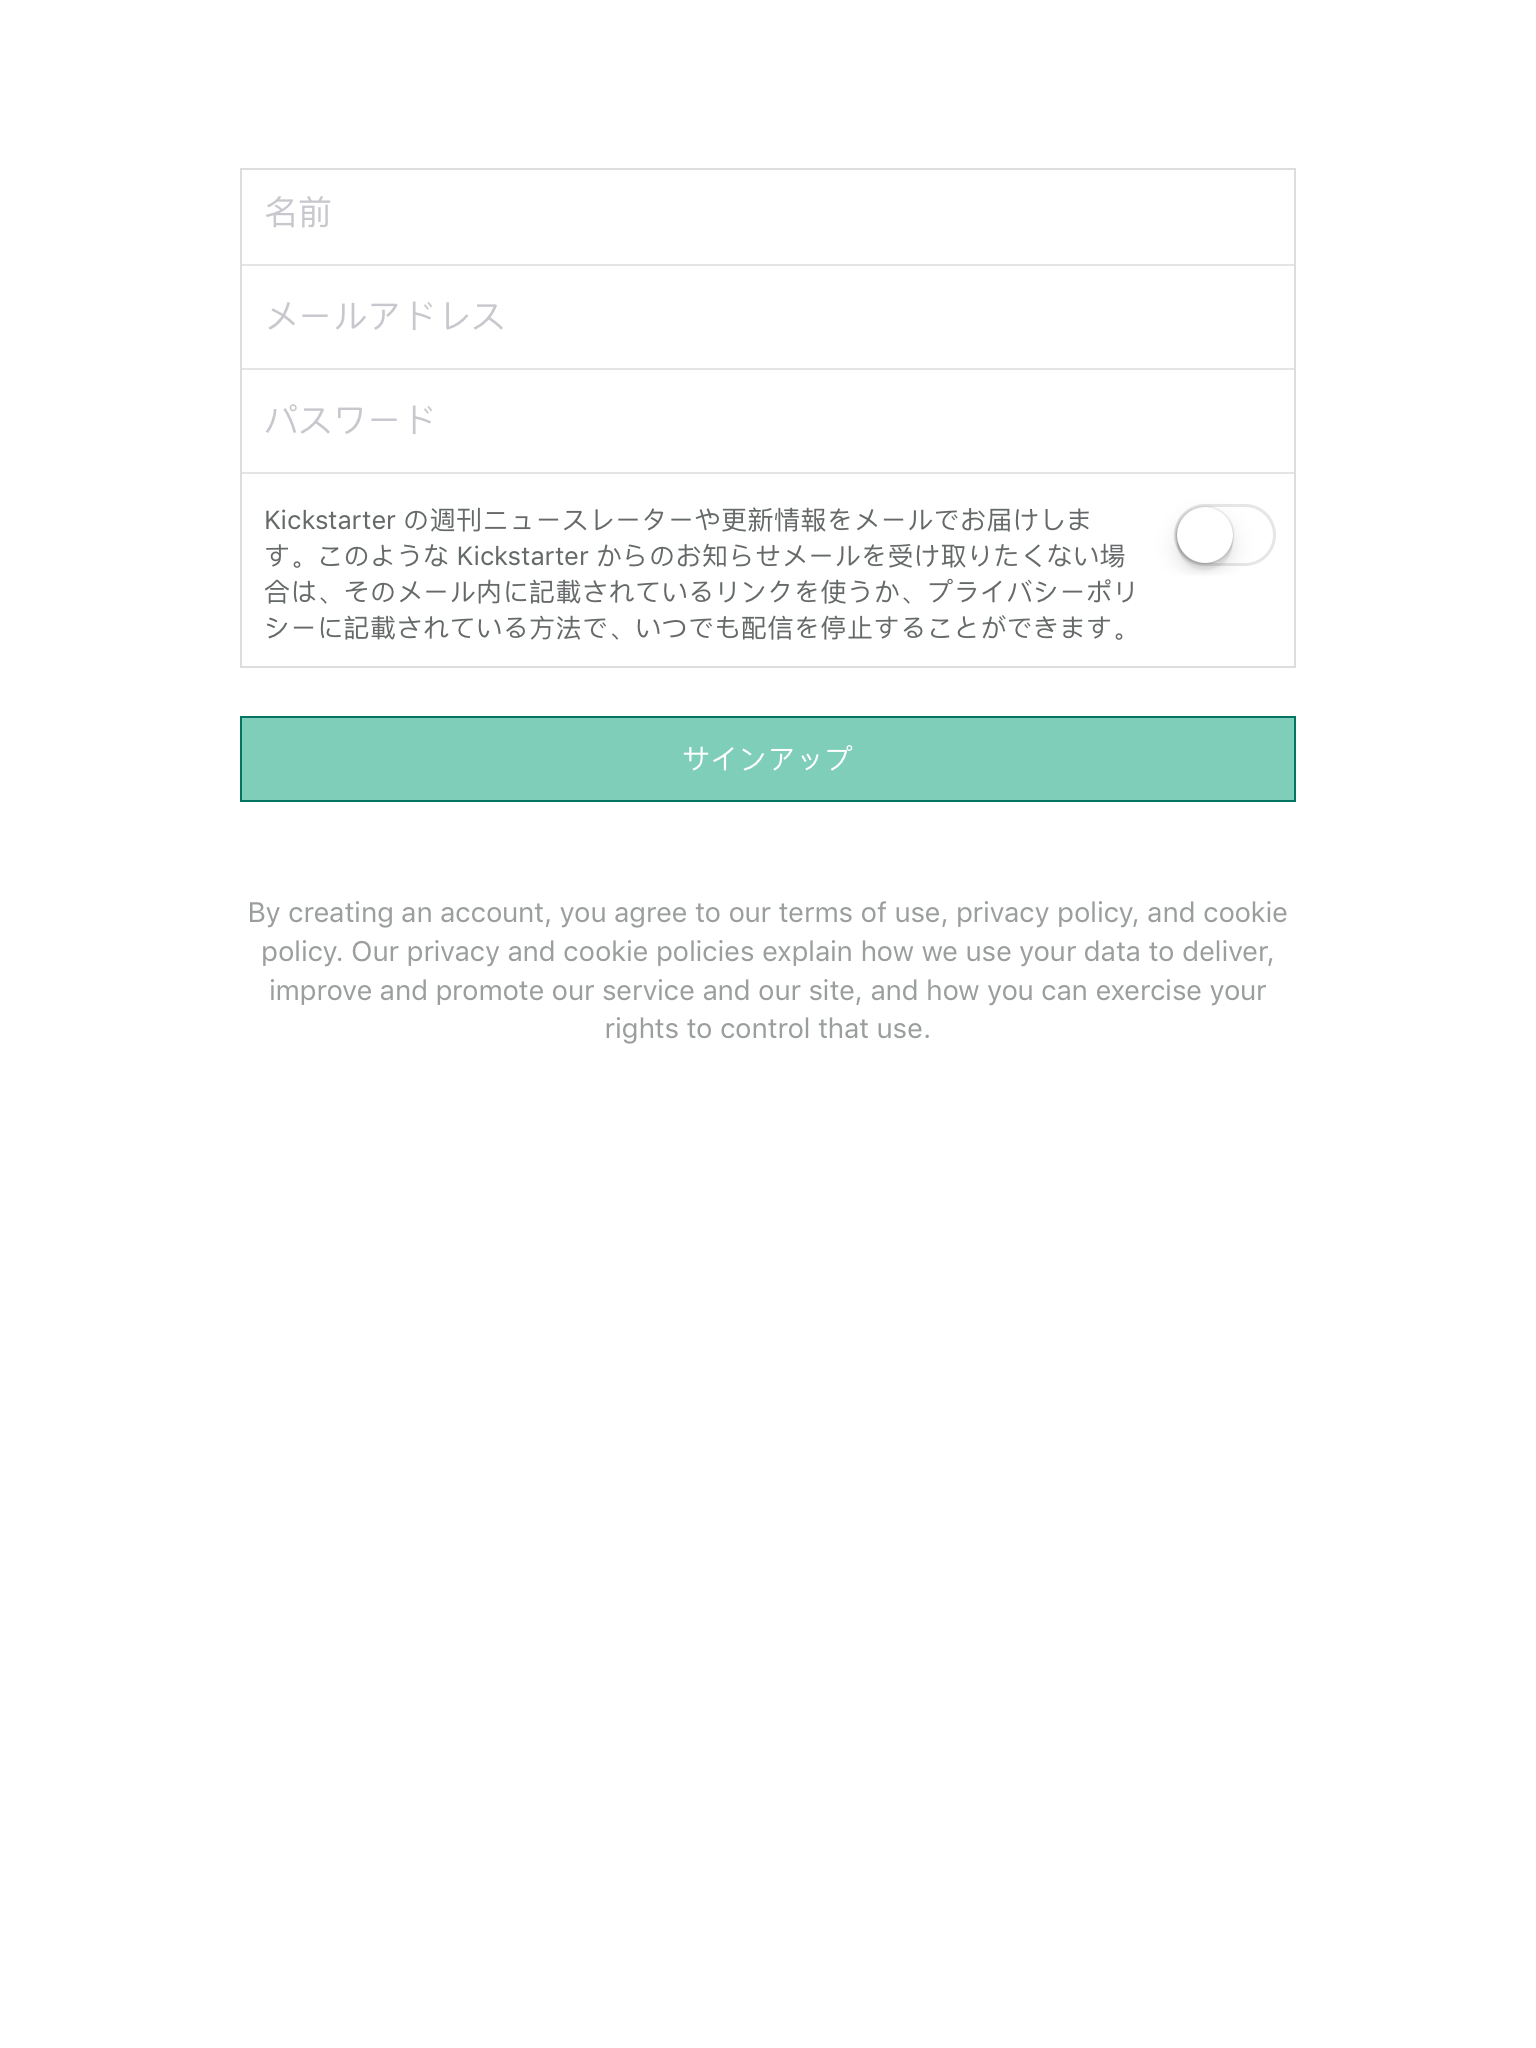 名前
メールアドレス
パスワード
Kickstarter の週刊ニュースレーターや更新情報をメールでお届けしま
す。このような Kickstarter からのお知らせメールを受け取りたくない場
合は、そのメール内に記載されているリンクを使うか、プライバシーポリ
シーに記載されている方法で、いつでも配信を停止することができます。
サインアップ
By creating an account, you agree to our terms of use, privacy policy, and cookie
policy. Our privacy and cookie policies explain how we use your data to deliver,
improve and promote our service and our site, and how you can exercise your
rights to control that use.